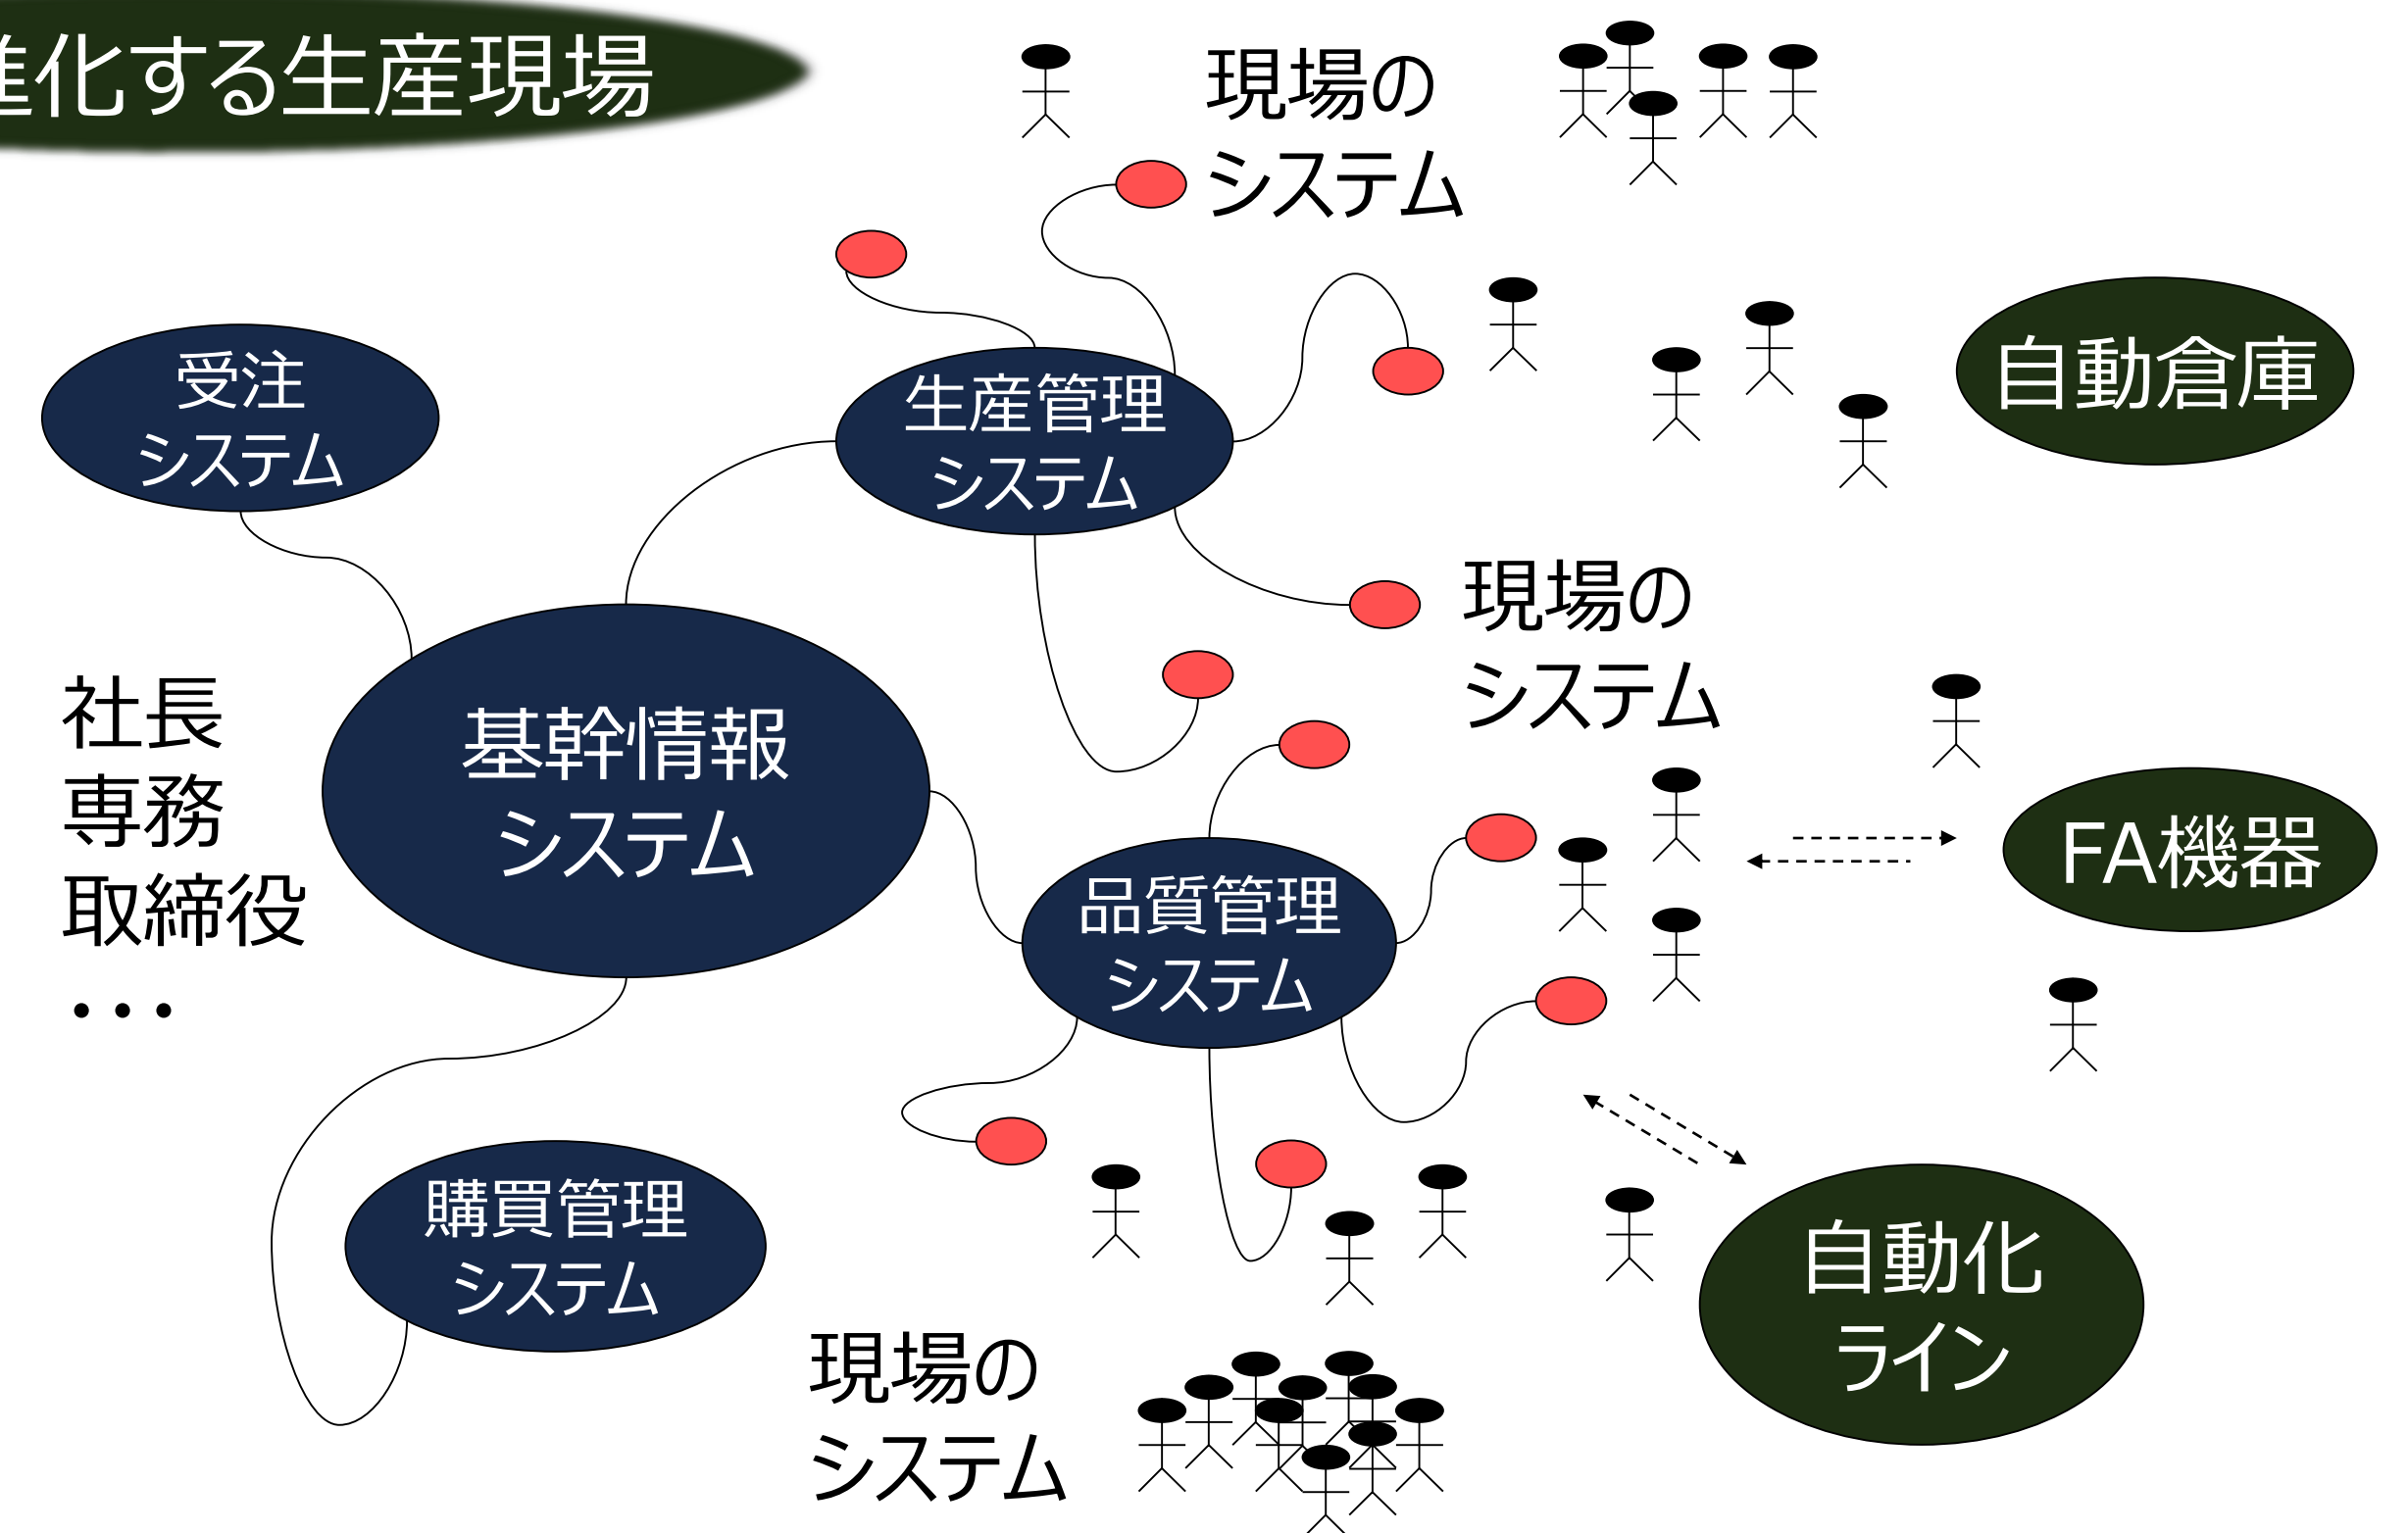 進化する生産現場
現場の
システム
受注
システム
生産管理
システム
自動倉庫
現場の
システム
社長
専務
取締役
・・・
基幹情報
システム
FA機器
品質管理
システム
購買管理
システム
自動化
ライン
現場の
システム